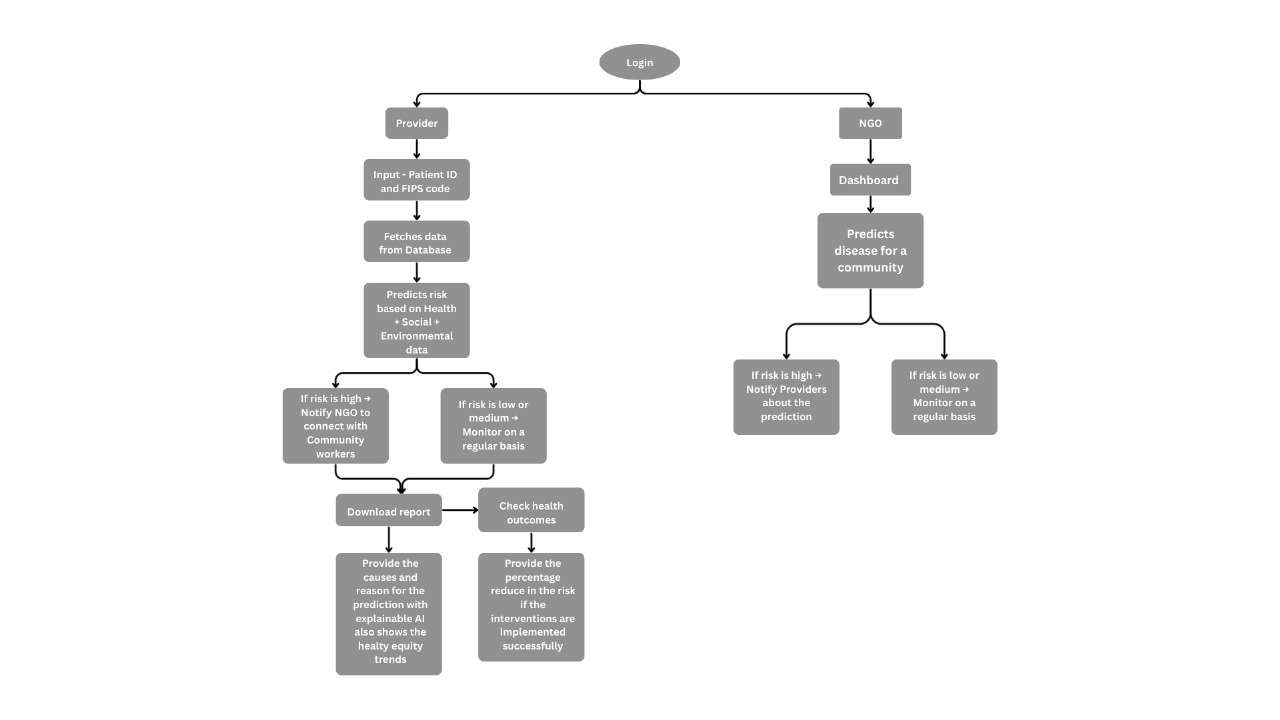 Login
Provider
NGO
Input - Patient ID
and FIPS code
Dashboard
Fetches data
from Database
Predicts
disease for a
community
Predicts risk
based on Health
+ Social +
Environmental
data
If risk is high →
Notify NGO to
connect with
Community
workers
If risk is low or
medium →
Monitor on a
regular basis
If risk is high →
Notify Providers
about the
prediction
If risk is low or
medium →
Monitor on a
regular basis
Download report
Check health
outcomes
Provide the
causes and
reason for the
prediction with
explainable AI
also shows the
healty equity
trends
Provide the
percentage
reduce in the risk
if the
interventions are
implemented
successfully